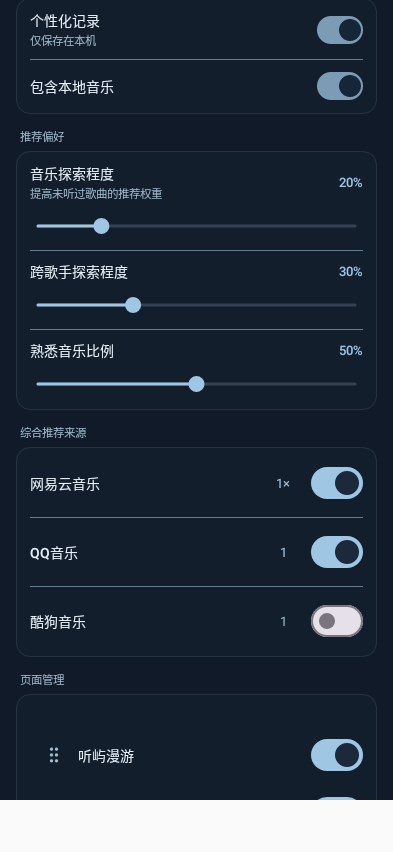 个性化记录
仅保存在本机
包含本地音乐
推荐偏好
音乐探索程度
20%
提高未听过歌曲的推荐权重
跨歌手探索程度
30%
熟悉音乐比例
50%
综合推荐来源
网易云音乐
1×
QQ音乐
1
酷狗音乐
1
页面管理
听屿漫游